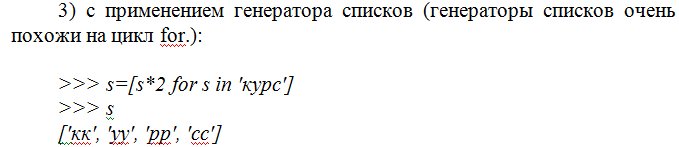 3) с применением генератора списков (генераторы списков очень
похожи на цикл for.):
>>> s=[s*2 for s in 'курс']
>>> s
['кк', 'уу', 'рр', 'сс']